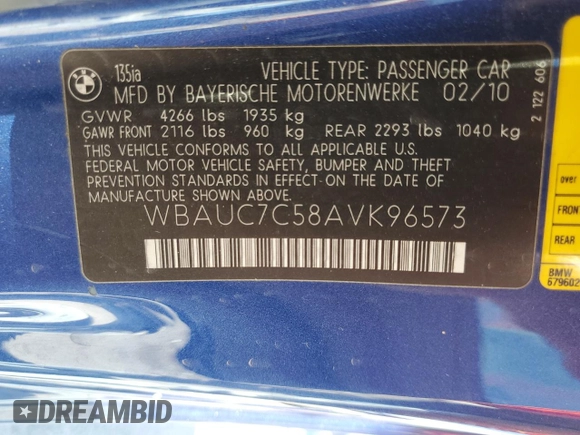 BMW
135ia
VEHICLE TYPE: PASSENGER CAR
MFD BY BAYERISCHE MOTORENWERKE 02/10
GVWR 4266 lbs 1935 kg
GAWR FRONT 2116 lbs 960 kg REAR 2293 lbs 1040 kg
THIS VEHICLE CONFORMS TO ALL APPLICABLE U.S.
FEDERAL MOTOR VEHICLE SAFETY, BUMPER AND THEFT
PREVENTION STANDARDS IN EFFECT ON THE DATE OF
MANUFACTURE SHOWN ABOVE.
WBAUC7C58AVK96573
2 122 606
over
FRONT
REAR
BMW
679602
DREAMBID